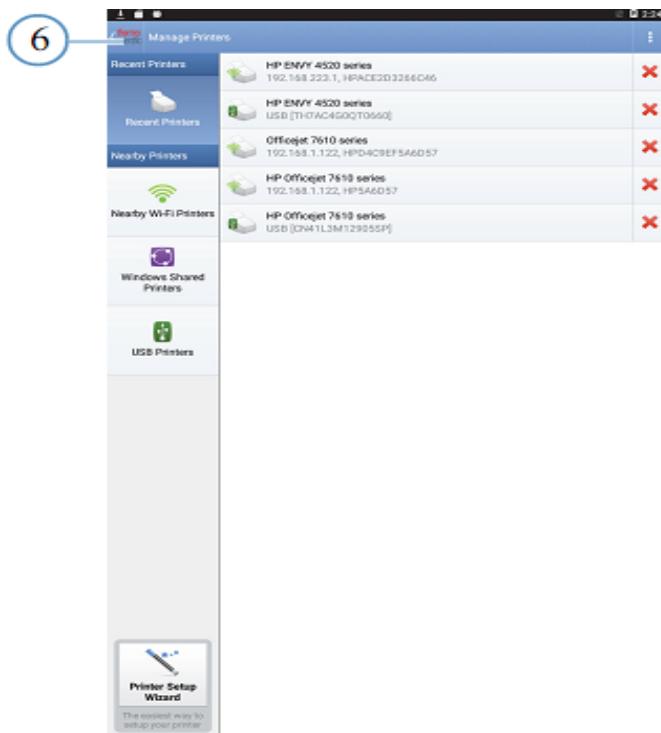 6
3:24
Manage Printers
Recent Printers
Recent Printers
Nearby Printers
Nearby Wi-Fi Printers
Windows Shared
Printers
USB Printers
Printer Setup
Wizard
The easiest way to
setup your printer
HP ENVY 4520 series
192.168.223.1, HPACE2D3266C46
HP ENVY 4520 series
USB [TH7AC4G0QT0660]
Officejet 7610 series
192.168.1.122, HPD4C9EF5A6D57
HP Officejet 7610 series
192.168.1.122, HP5A6D57
HP Officejet 7610 series
USB [CN41L3M12905SP]